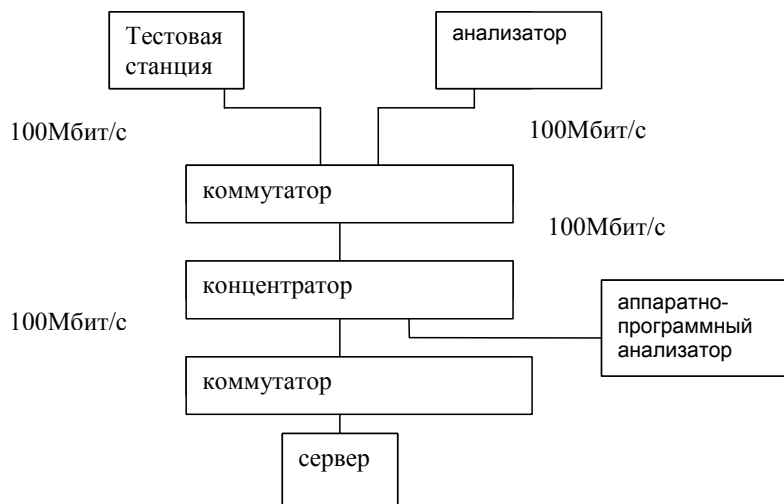 Тестовая
станция
анализатор
100Мбит/с
100Мбит/с
коммутатор
100Мбит/с
концентратор
аппаратно-
программный
анализатор
100Мбит/с
коммутатор
сервер